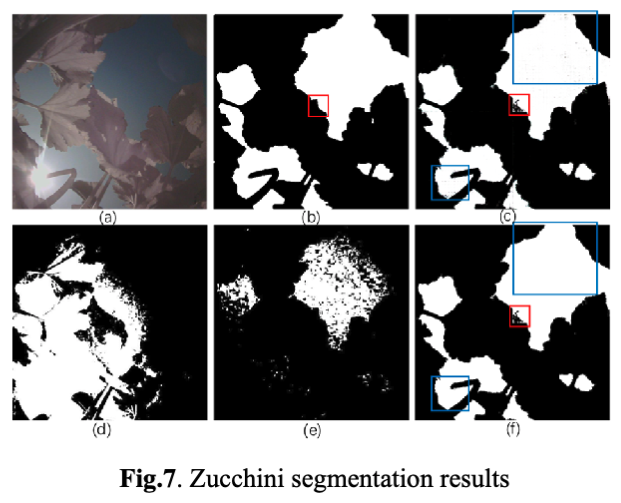 (a)
(b)
(c)
(d)
(e)
(f)
Fig.7. Zucchini segmentation results